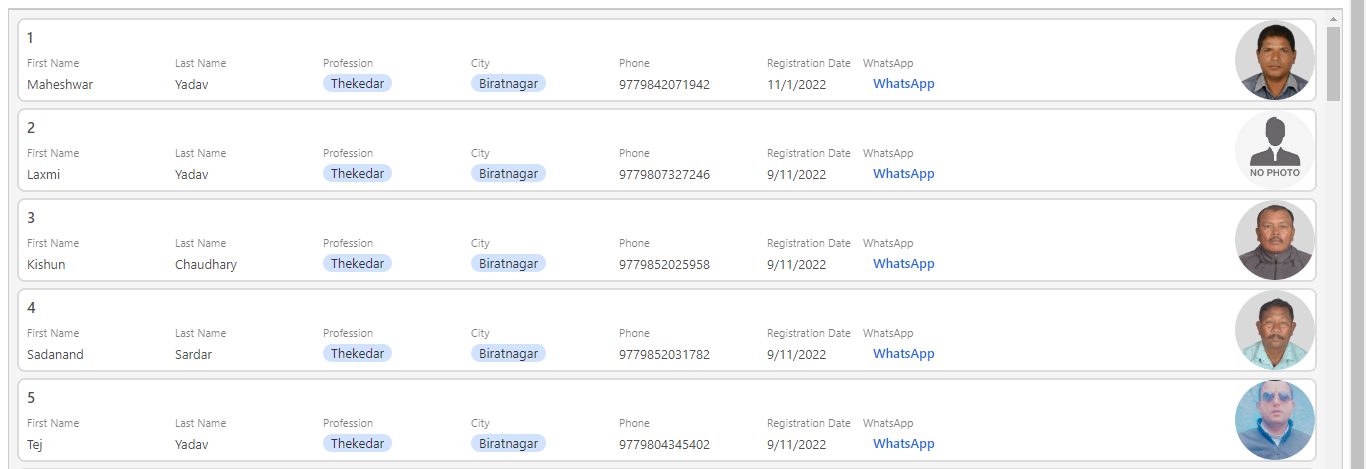 1
First Name Last Name Profession City Phone Registration Date WhatsApp
Maheshwar Yadav Thekedar Biratnagar 9779842071942 11/1/2022 WhatsApp
2
First Name Last Name Profession City Phone Registration Date WhatsApp
Laxmi Yadav Thekedar Biratnagar 9779807327246 9/11/2022 WhatsApp
NO PHOTO
3
First Name Last Name Profession City Phone Registration Date WhatsApp
Kishun Chaudhary Thekedar Biratnagar 9779852025958 9/11/2022 WhatsApp
4
First Name Last Name Profession City Phone Registration Date WhatsApp
Sadanand Sardar Thekedar Biratnagar 9779852031782 9/11/2022 WhatsApp
5
First Name Last Name Profession City Phone Registration Date WhatsApp
Tej Yadav Thekedar Biratnagar 9779804345402 9/11/2022 WhatsApp